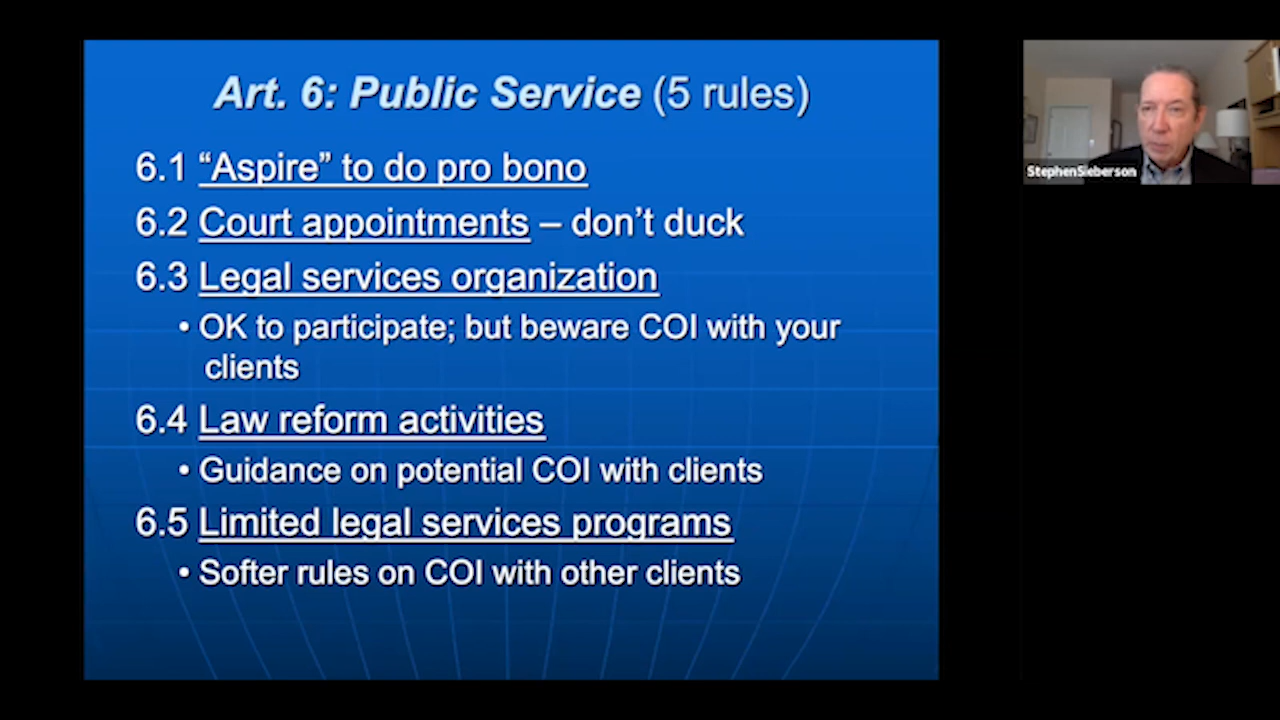 Art. 6: Public Service (5 rules)
6.1 “Aspire” to do pro bono
6.2 Court appointments – don’t duck
6.3 Legal services organization
• OK to participate; but beware COI with your
clients
6.4 Law reform activities
• Guidance on potential COI with clients
6.5 Limited legal services programs
• Softer rules on COI with other clients
StephenSieberson